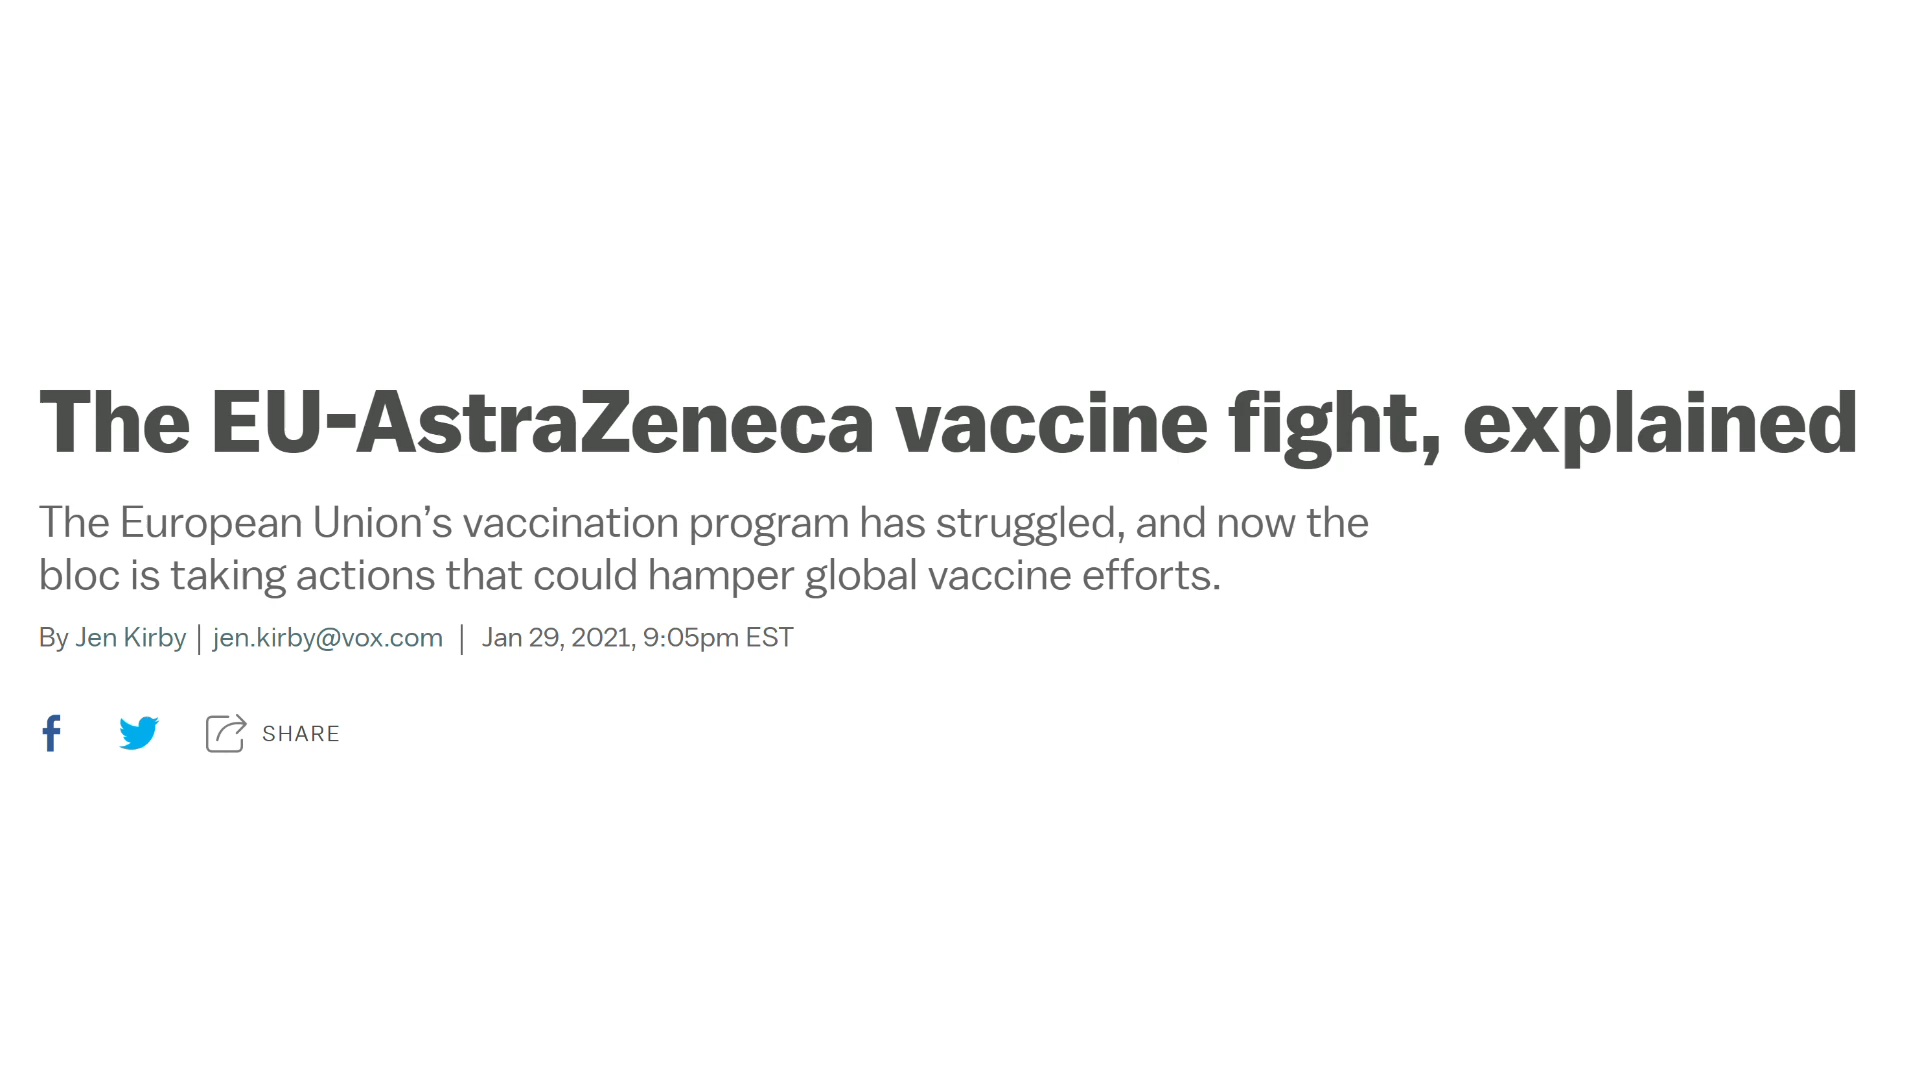 The EU-AstraZeneca vaccine fight, explained
The European Union’s vaccination program has struggled, and now the
bloc is taking actions that could hamper global vaccine efforts.
By Jen Kirby | jen.kirby@vox.com | Jan 29, 2021, 9:05pm EST
SHARE